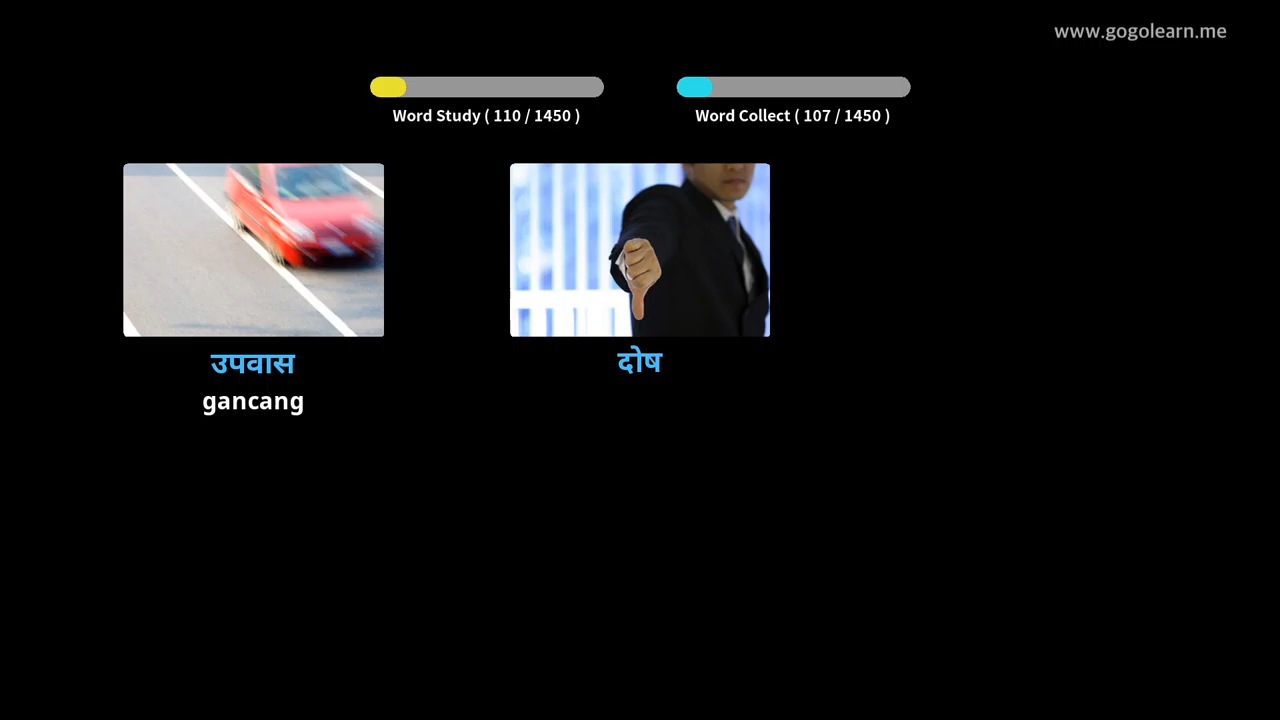 www.gogolearn.me
Word Study ( 110 / 1450 )
Word Collect ( 107 / 1450 )
उपवास
gancang
दोष